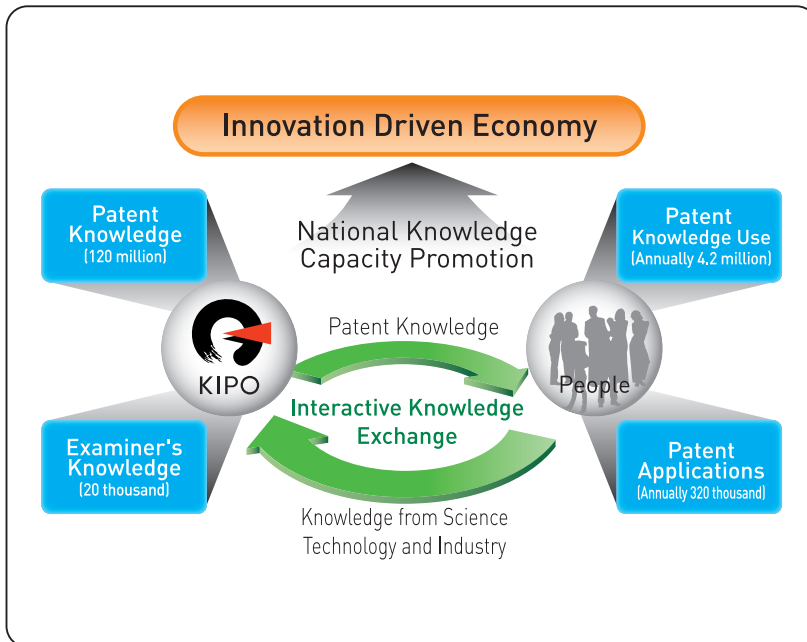 Innovation Driven Economy
Patent
Knowledge
(120 million)
National Knowledge
Capacity Promotion
Patent
Knowledge Use
(Annually 4.2 million)
KIPO
Patent Knowledge
People
Interactive Knowledge
Exchange
Examiner's
Knowledge
(20 thousand)
Patent
Applications
(Annually 320 thousand)
Knowledge from Science
Technology and Industry